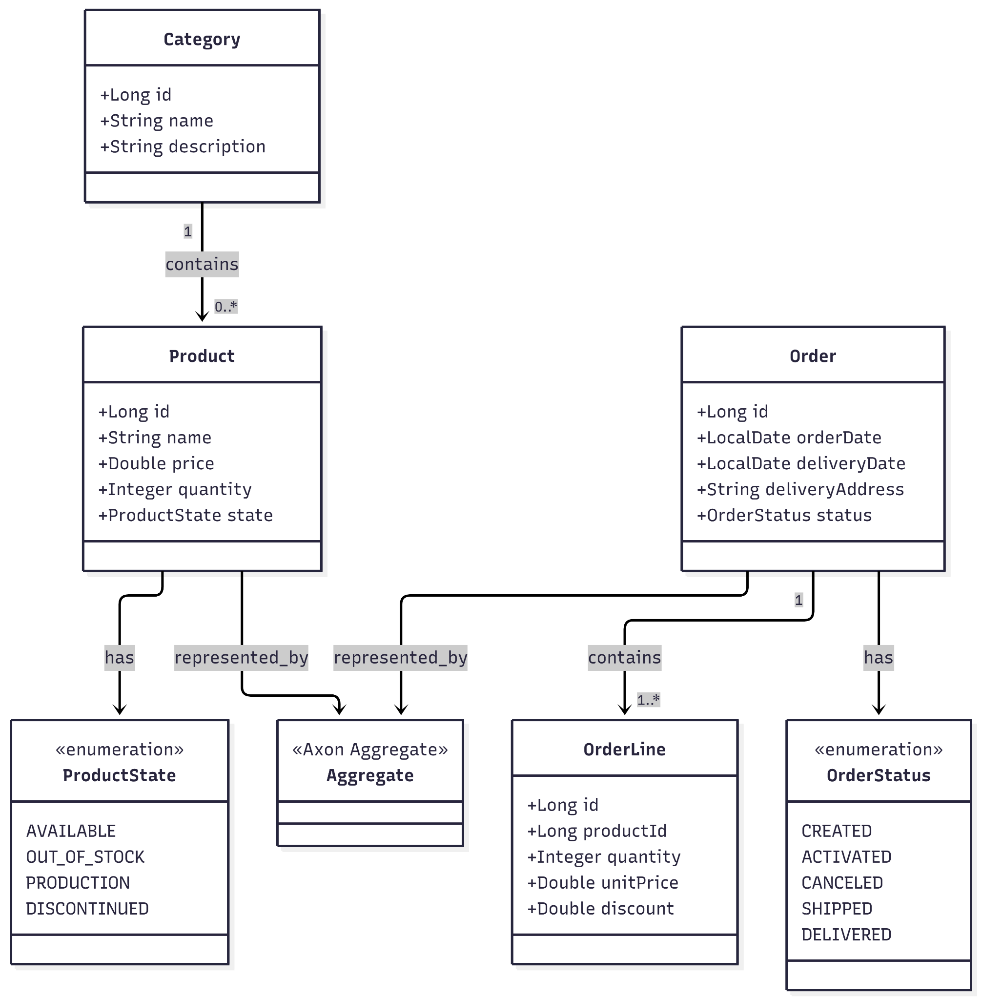 Category
+Long id
+String name
+String description
1
contains
0..*
Product
+Long id
+String name
+Double price
+Integer quantity
+ProductState state
Order
+Long id
+LocalDate orderDate
+LocalDate deliveryDate
+String deliveryAddress
+OrderStatus status
1
has
represented_by
represented_by
contains
has
1..*
«enumeration»
ProductState
AVAILABLE
OUT_OF_STOCK
PRODUCTION
DISCONTINUED
«Axon Aggregate»
Aggregate
OrderLine
+Long id
+Long productId
+Integer quantity
+Double unitPrice
+Double discount
«enumeration»
OrderStatus
CREATED
ACTIVATED
CANCELED
SHIPPED
DELIVERED